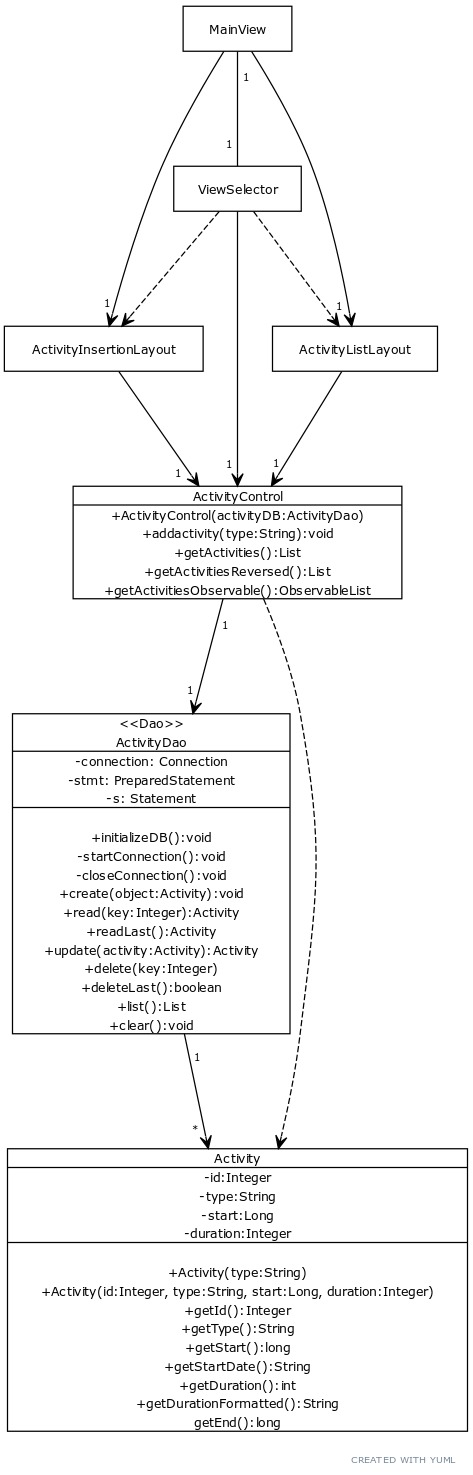 MainView
1
1
ViewSelector
1
1
ActivityInsertionLayout
ActivityListLayout
1
1
1
ActivityControl
+ActivityControl(activityDB:ActivityDao)
+addactivity(type:String):void
+getActivities():List
+getActivitiesReversed():List
+getActivitiesObservable():ObservableList
1
1
<<Dao>>
ActivityDao
-connection: Connection
-stmt: PreparedStatement
-s: Statement
+initializeDB():void
-startConnection():void
-closeConnection():void
+create(object:Activity):void
+read(key:Integer):Activity
+readLast():Activity
+update(activity:Activity):Activity
+delete(key:Integer)
+deleteLast():boolean
+list():List
+clear():void
1
*
Activity
-id:Integer
-type:String
-start:Long
-duration:Integer
+Activity(type:String)
+Activity(id:Integer, type:String, start:Long, duration:Integer)
+getId():Integer
+getType():String
+getStart():long
+getStartDate():String
+getDuration():int
+getDurationFormatted():String
getEnd():long
CREATED WITH YUML